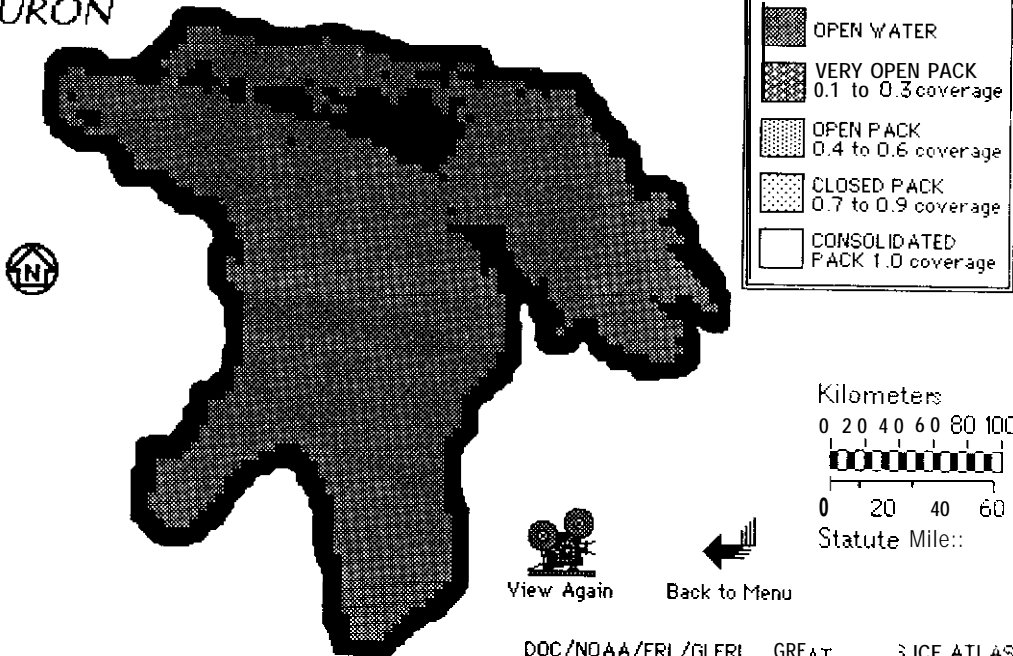 URON
OPEN WATER
VERY OPEN PACK
0.1 to 0.3 coverage
OPEN PACK
0.4 to 0.6 coverage
CLOSED PACK
0.7 to 0.9 coverage
CONSOLIDATED
PACK 1.0 coverage
N
Kilometers
0 20 40 60 80 100
0 20 40 60
Statute Mile::
View Again
Back to Menu
DOC/NOAA/ERL/GLERL GREAT S ICE ATLAS